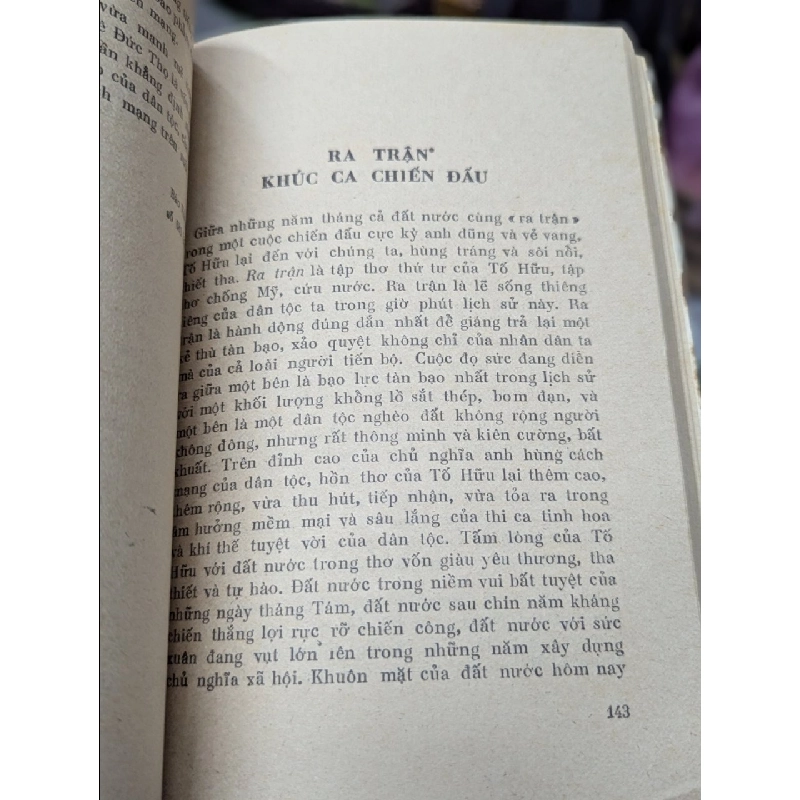 vừa mạnh mẽ
Đức Thọ là
khẳng định
của dân tộc,
mạng trên
RA TRẬN*
KHÚC CA CHIẾN ĐẤU
Giữa những năm tháng cả đất nước cùng « ra trận »
trong một cuộc chiến đấu cực kỳ anh dũng và vẻ vang,
Tố Hữu lại đến với chúng ta, hùng tráng và sôi nổi,
thiết tha. Ra trận là tập thơ thứ tư của Tố Hữu, tập
thơ chống Mỹ, cứu nước. Ra trận là lẽ sống thiêng
liêng của dân tộc ta trong giờ phút lịch sử này. Ra
trận là hành động đúng dắn nhất để giáng trả lại một
kẻ thù tàn bạo, xảo quyệt không chỉ của nhân dân ta
mà của cả loài người tiến bộ. Cuộc đọ sức đang diễn
ra giữa một bên là bạo lực tàn bạo nhất trong lịch sử
với một khối lượng khổng lồ sắt thép, bom đạn, và
một bên là một dân tộc nghèo đất không rộng người
không đông, nhưng rất thông minh và kiên cường, bất
khuất. Trên đỉnh cao của chủ nghĩa anh hùng cách
mạng của dân tộc, hồn thơ của Tố Hữu lại thêm cao,
thêm rộng, vừa thu hút, tiếp nhận, vừa tỏa ra trong
âm hưởng mềm mại và sâu lắng của thi ca tinh hoa
và khí thế tuyệt vời của dân tộc. Tấm lòng của Tố
Hữu với đất nước trong thơ vốn giàu yêu thương, tha
thiết và tự hào. Đất nước trong niềm vui bất tuyệt của
những ngày tháng Tám, đất nước sau chín năm kháng
chiến thắng lợi rực rỡ chiến công, đất nước với sức
xuân đang vụt lớn lên trong những năm xây dựng
chủ nghĩa xã hội. Khuôn mặt của đất nước hôm nay
143